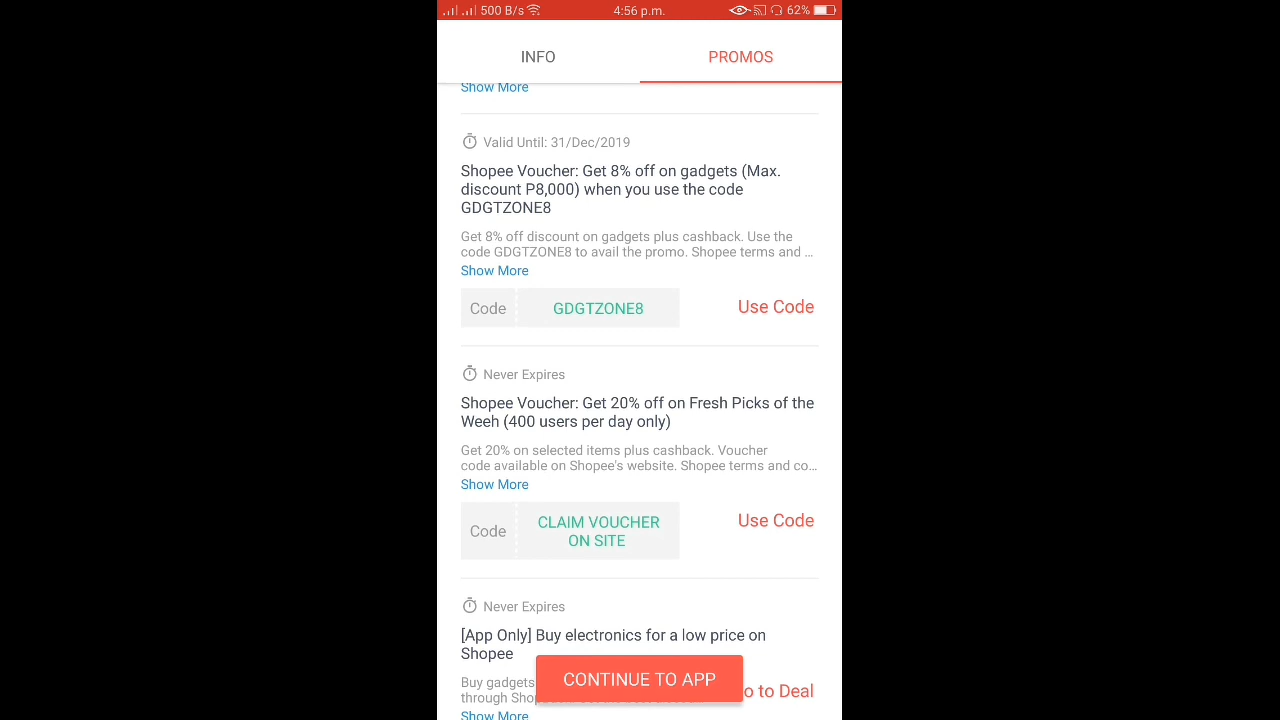 500 B/s 4:56 p.m. 62%
INFO PROMOS
Show More
Valid Until: 31/Dec/2019
Shopee Voucher: Get 8% off on gadgets (Max.
discount P8,000) when you use the code
GDGTZONE8
Get 8% off discount on gadgets plus cashback. Use the
code GDGTZONE8 to avail the promo. Shopee terms and ...
Show More
Code GDGTZONE8 Use Code
Never Expires
Shopee Voucher: Get 20% off on Fresh Picks of the
Weeh (400 users per day only)
Get 20% on selected items plus cashback. Voucher
code available on Shopee's website. Shopee terms and co...
Show More
Code CLAIM VOUCHER
ON SITE
Use Code
Never Expires
[App Only] Buy electronics for a low price on
Shopee
CONTINUE TO APP
Buy gadgets
through Shop
o to Deal
Show More